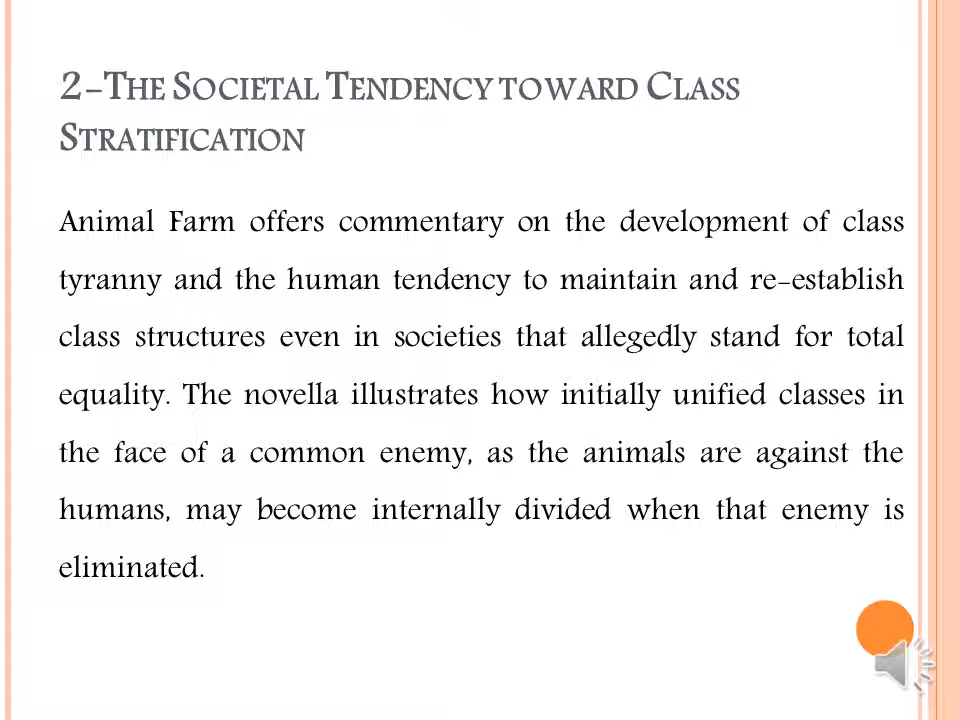 2-The Societal Tendency toward Class
Stratification
Animal Farm offers commentary on the development of class
tyranny and the human tendency to maintain and re-establish
class structures even in societies that allegedly stand for total
equality. The novella illustrates how initially unified classes in
the face of a common enemy, as the animals are against the
humans, may become internally divided when that enemy is
eliminated.